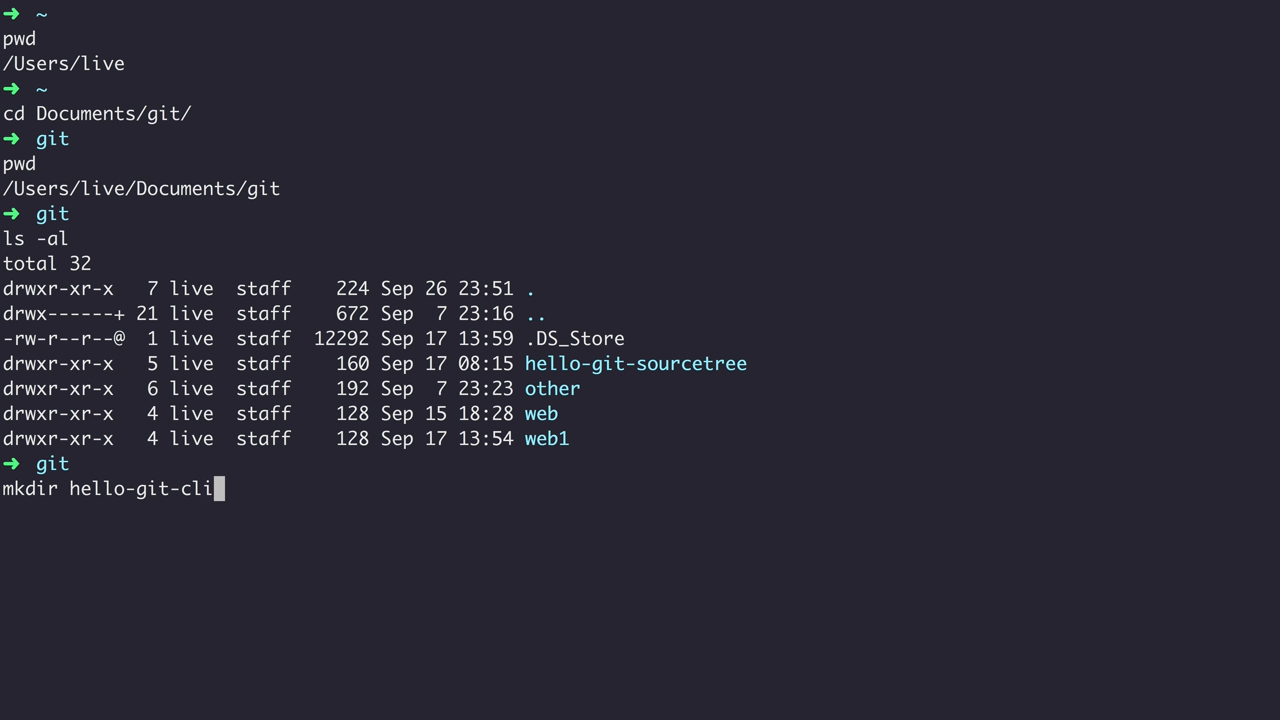 ➜ ~
pwd
/Users/live
➜ ~
cd Documents/git/
➜ git
pwd
/Users/live/Documents/git
➜ git
ls -al
total 32
drwxr-xr-x   7 live  staff    224 Sep 26 23:51 .
drwx------+ 21 live  staff    672 Sep  7 23:16 ..
-rw-r--r--@  1 live  staff  12292 Sep 17 13:59 .DS_Store
drwxr-xr-x   5 live  staff    160 Sep 17 08:15 hello-git-sourcetree
drwxr-xr-x   6 live  staff    192 Sep  7 23:23 other
drwxr-xr-x   4 live  staff    128 Sep 15 18:28 web
drwxr-xr-x   4 live  staff    128 Sep 17 13:54 web1
➜ git
mkdir hello-git-cli